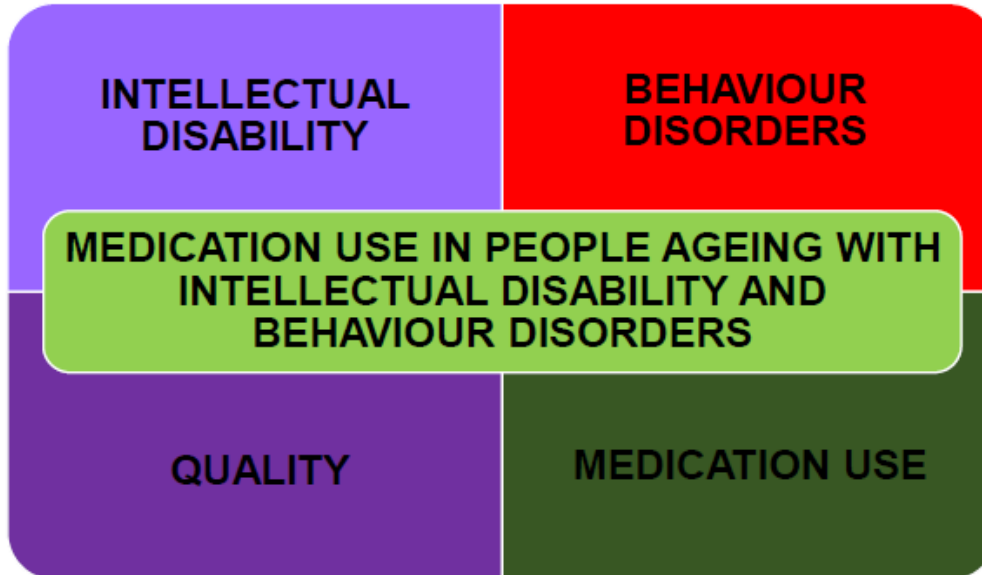 INTELLECTUAL
DISABILITY
BEHAVIOUR
DISORDERS
MEDICATION USE IN PEOPLE AGEING WITH
INTELLECTUAL DISABILITY AND
BEHAVIOUR DISORDERS
QUALITY
MEDICATION USE